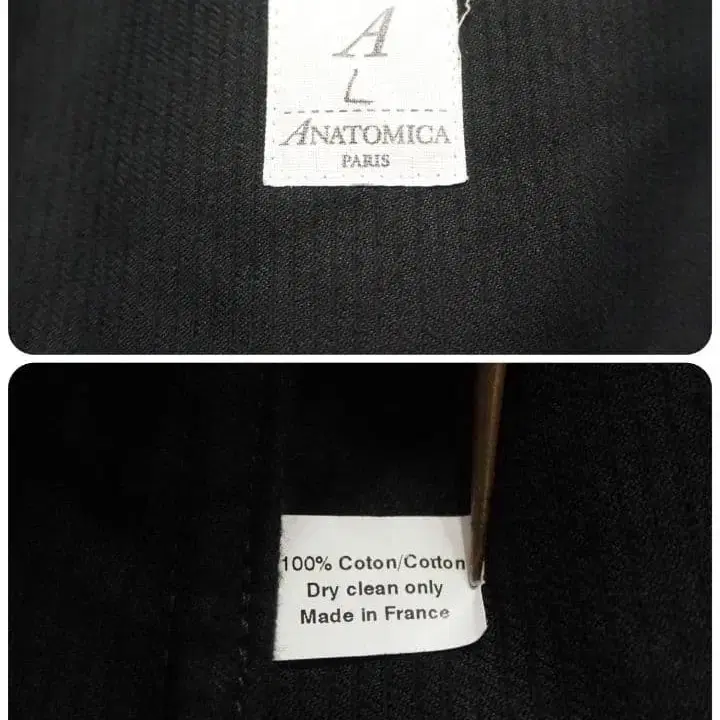 A
L
ANATOMICA
PARIS
100% Coton/Cotton
Dry clean only
Made in France